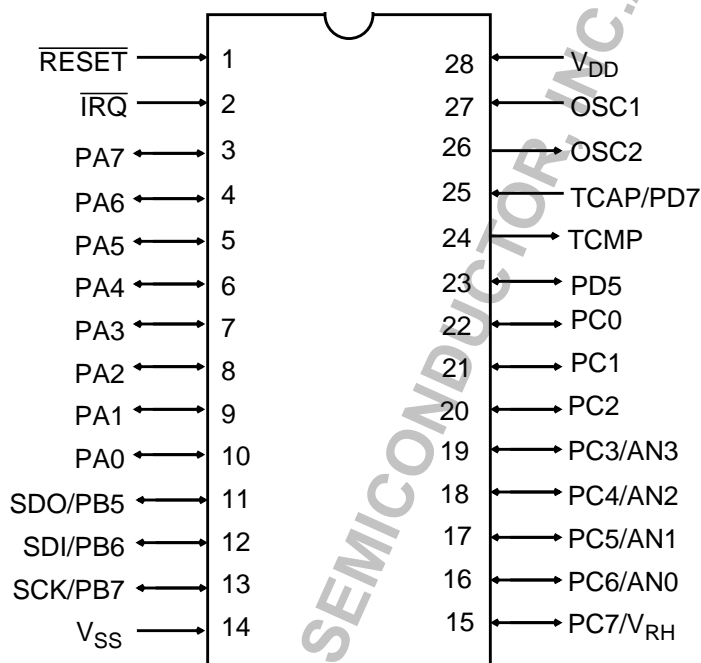 R̅E̅S̅E̅T̅ 1 28 VDD
I̅R̅Q̅ 2 27 OSC1
PA7 3 26 OSC2
PA6 4 25 TCAP/PD7
PA5 5 24 TCMP
PA4 6 23 PD5
PA3 7 22 PC0
PA2 8 21 PC1
PA1 9 20 PC2
PA0 10 19 PC3/AN3
SDO/PB5 11 18 PC4/AN2
SDI/PB6 12 17 PC5/AN1
SCK/PB7 13 16 PC6/AN0
VSS 14 15 PC7/VRH
SEMICONDUCTOR, INC.